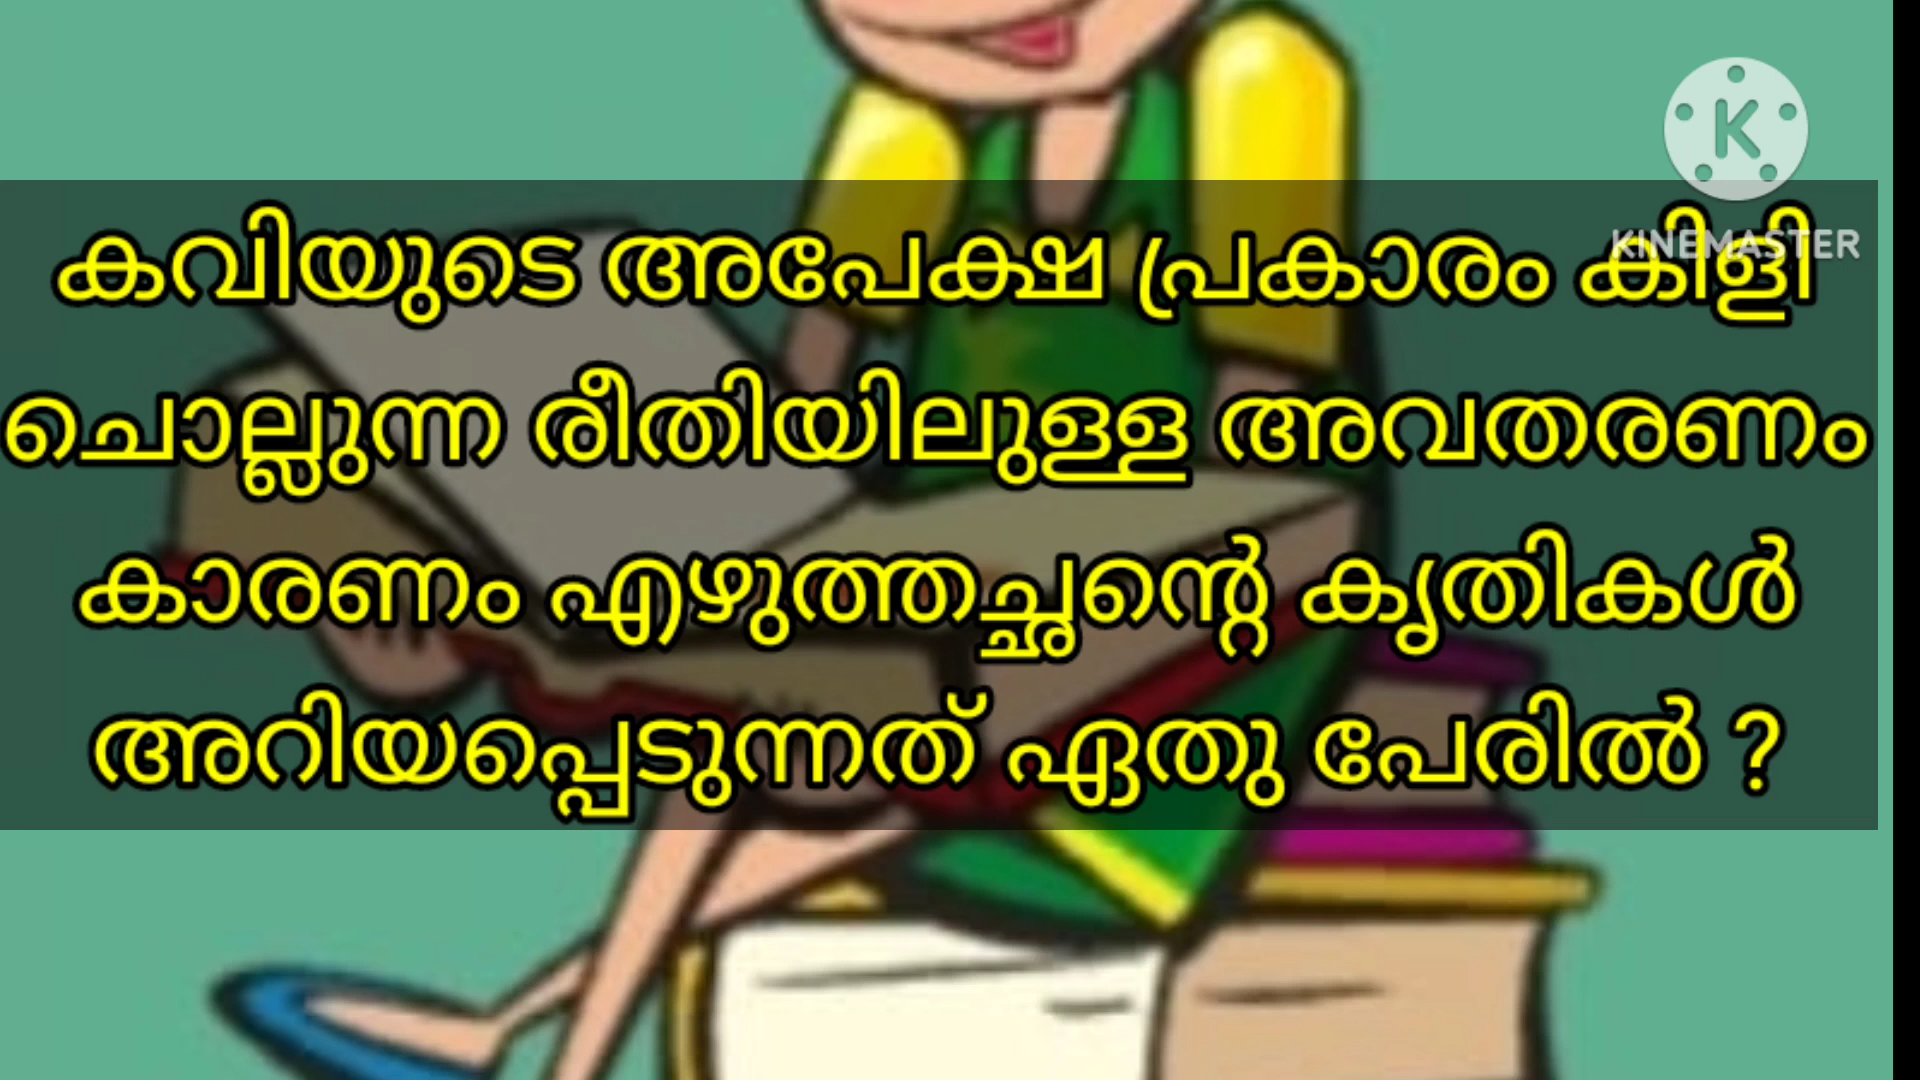 K
KINEMASTER
കവിയുടെ അപേക്ഷ പ്രകാരം കിളി
ചൊല്ലുന്ന രീതിയിലുള്ള അവതരണം
കാരണം എഴുത്തച്ഛന്റെ കൃതികൾ
അറിയപ്പെടുന്നത് ഏതു പേരിൽ ?